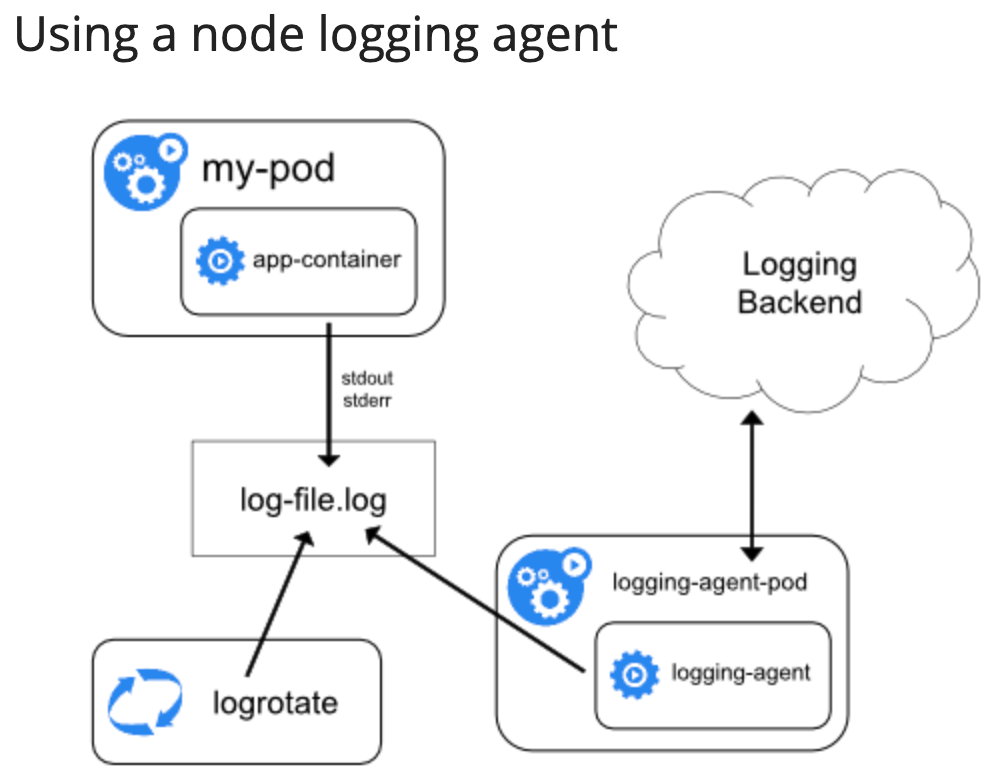 Using a node logging agent
my-pod
app-container
Logging
Backend
stdout
stderr
log-file.log
logging-agent-pod
logging-agent
logrotate